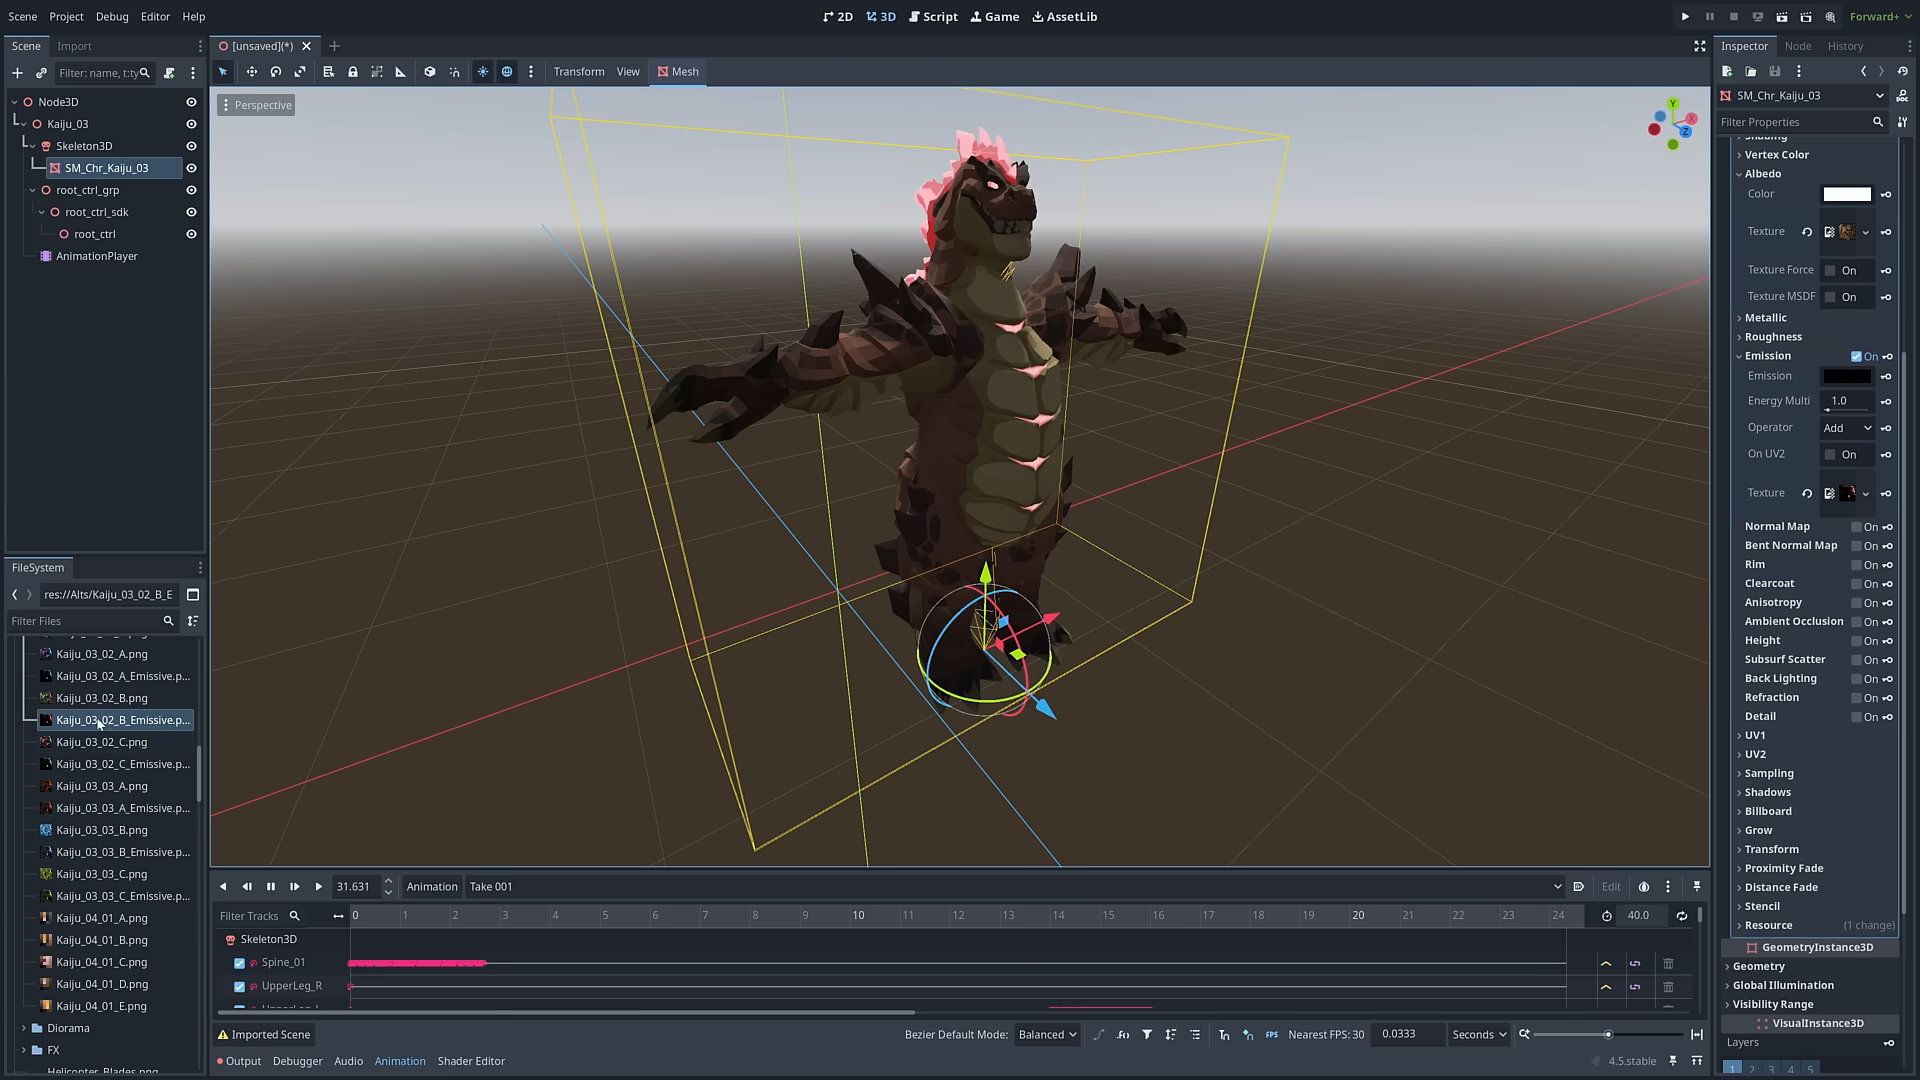 Scene Project Debug Editor Help
2D 3D Script Game AssetLib
Forward+
Scene Import
[unsaved](*)
Inspector Node History
Filter: name, t:ty
Transform View Mesh
Node3D
Kaiju_03
Skeleton3D
SM_Chr_Kaiju_03
root_ctrl_grp
root_ctrl_sdk
root_ctrl
AnimationPlayer
Perspective
Y
X
Z
SM_Chr_Kaiju_03
Filter Properties
Shading
Vertex Color
Albedo
Color
Texture
Texture Force On
Texture MSDF On
Metallic
Roughness
Emission On
Emission
Energy Multi 1.0
Operator Add
On UV2 On
Texture
Normal Map On
Bent Normal Map On
Rim On
Clearcoat On
Anisotropy On
Ambient Occlusion On
Height On
Subsurf Scatter On
Back Lighting On
Refraction On
Detail On
UV1
UV2
Sampling
Shadows
Billboard
Grow
Transform
Proximity Fade
Distance Fade
Stencil
Resource (1 change)
GeometryInstance3D
Geometry
Global Illumination
Visibility Range
VisualInstance3D
Layers
1 2 3 4 5
FileSystem
res://Alts/Kaiju_03_02_B_E
Filter Files
Kaiju_03_02_A.png
Kaiju_03_02_A_Emissive.p...
Kaiju_03_02_B.png
Kaiju_03_02_B_Emissive.p...
Kaiju_03_02_C.png
Kaiju_03_02_C_Emissive.p...
Kaiju_03_03_A.png
Kaiju_03_03_A_Emissive.p...
Kaiju_03_03_B.png
Kaiju_03_03_B_Emissive.p...
Kaiju_03_03_C.png
Kaiju_03_03_C_Emissive.p...
Kaiju_04_01_A.png
Kaiju_04_01_B.png
Kaiju_04_01_C.png
Kaiju_04_01_D.png
Kaiju_04_01_E.png
Diorama
FX
Helicopter_Blades.png
31.631 Animation Take 001 Edit
Filter Tracks 0 1 2 3 4 5 6 7 8 9 10 11 12 13 14 15 16 17 18 19 20 21 22 23 24 40.0
Skeleton3D
Spine_01
UpperLeg_R
Imported Scene Bezier Default Mode: Balanced FPS Nearest FPS: 30 0.0333 Seconds
Output Debugger Audio Animation Shader Editor 4.5.stable